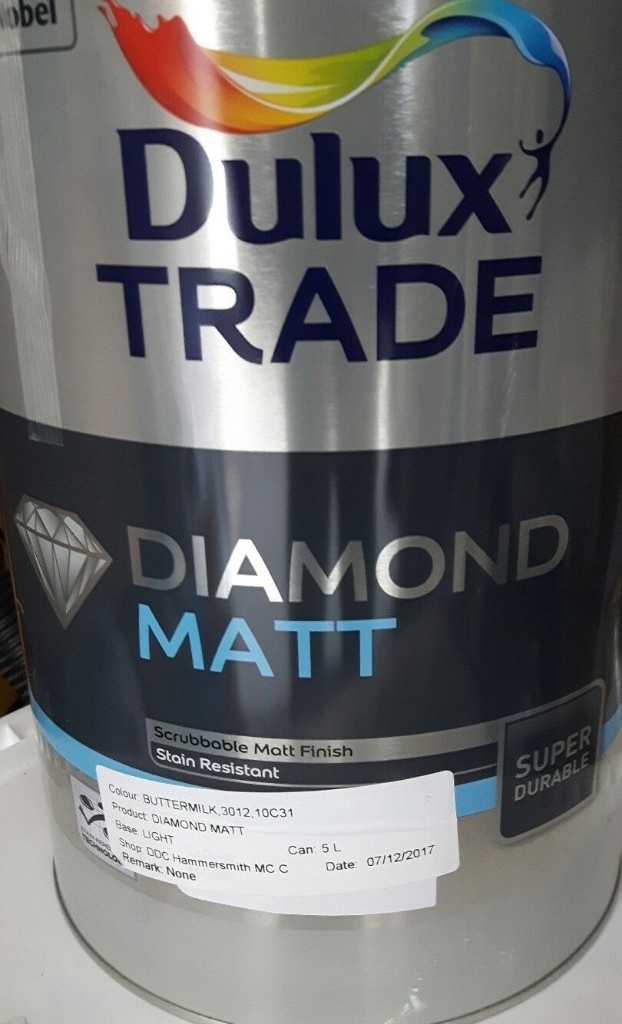 Dulux
TRADE
DIAMOND
MATT
Scrubbable Matt Finish
Stain Resistant
SUPER
DURABLE
Colour: BUTTERMILK,3012,10C31
Product: DIAMOND MATT
Base: LIGHT
Can: 5 L
Shop: DDC Hammersmith MC C
Date: 07/12/2017
Remark: None